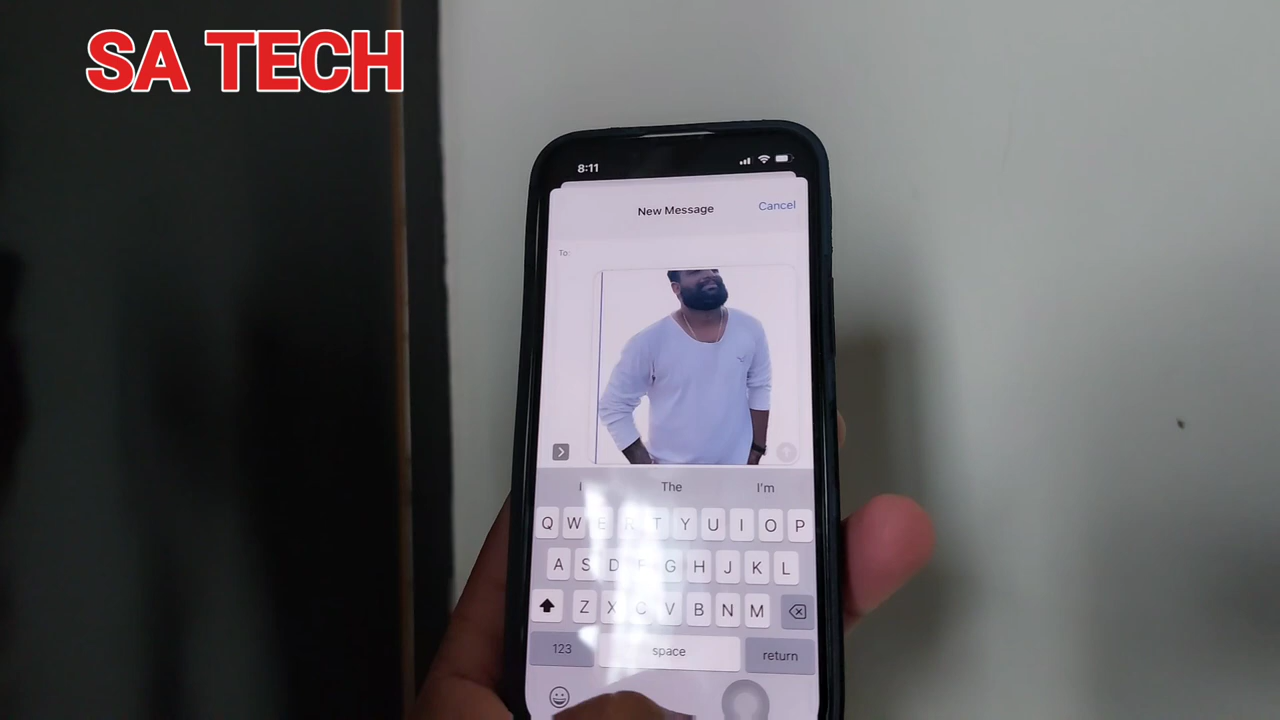 SA TECH
8:11
New Message
Cancel
To:
I The I'm
Q W E R T Y U I O P
A S D F G H J K L
Z X C V B N M
123 space return